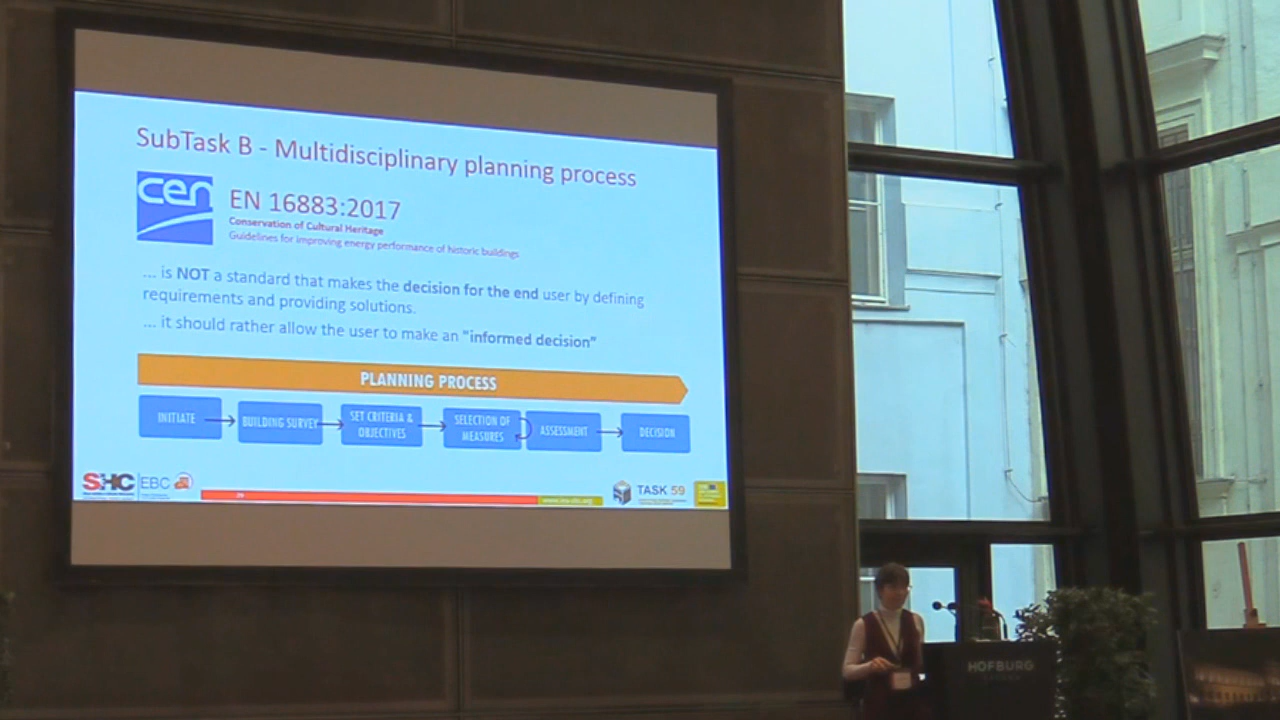 SubTask B - Multidisciplinary planning process
cen
EN 16883:2017
Conservation of Cultural Heritage
Guidelines for improving energy performance of historic buildings
... is NOT a standard that makes the decision for the end user by defining
requirements and providing solutions.
... it should rather allow the user to make an "informed decision"
PLANNING PROCESS
INITIATE
BUILDING SURVEY
SET CRITERIA &
OBJECTIVES
SELECTION OF
MEASURES
ASSESSMENT
DECISION
SHC
EBC
TASK 59
HOFBURG